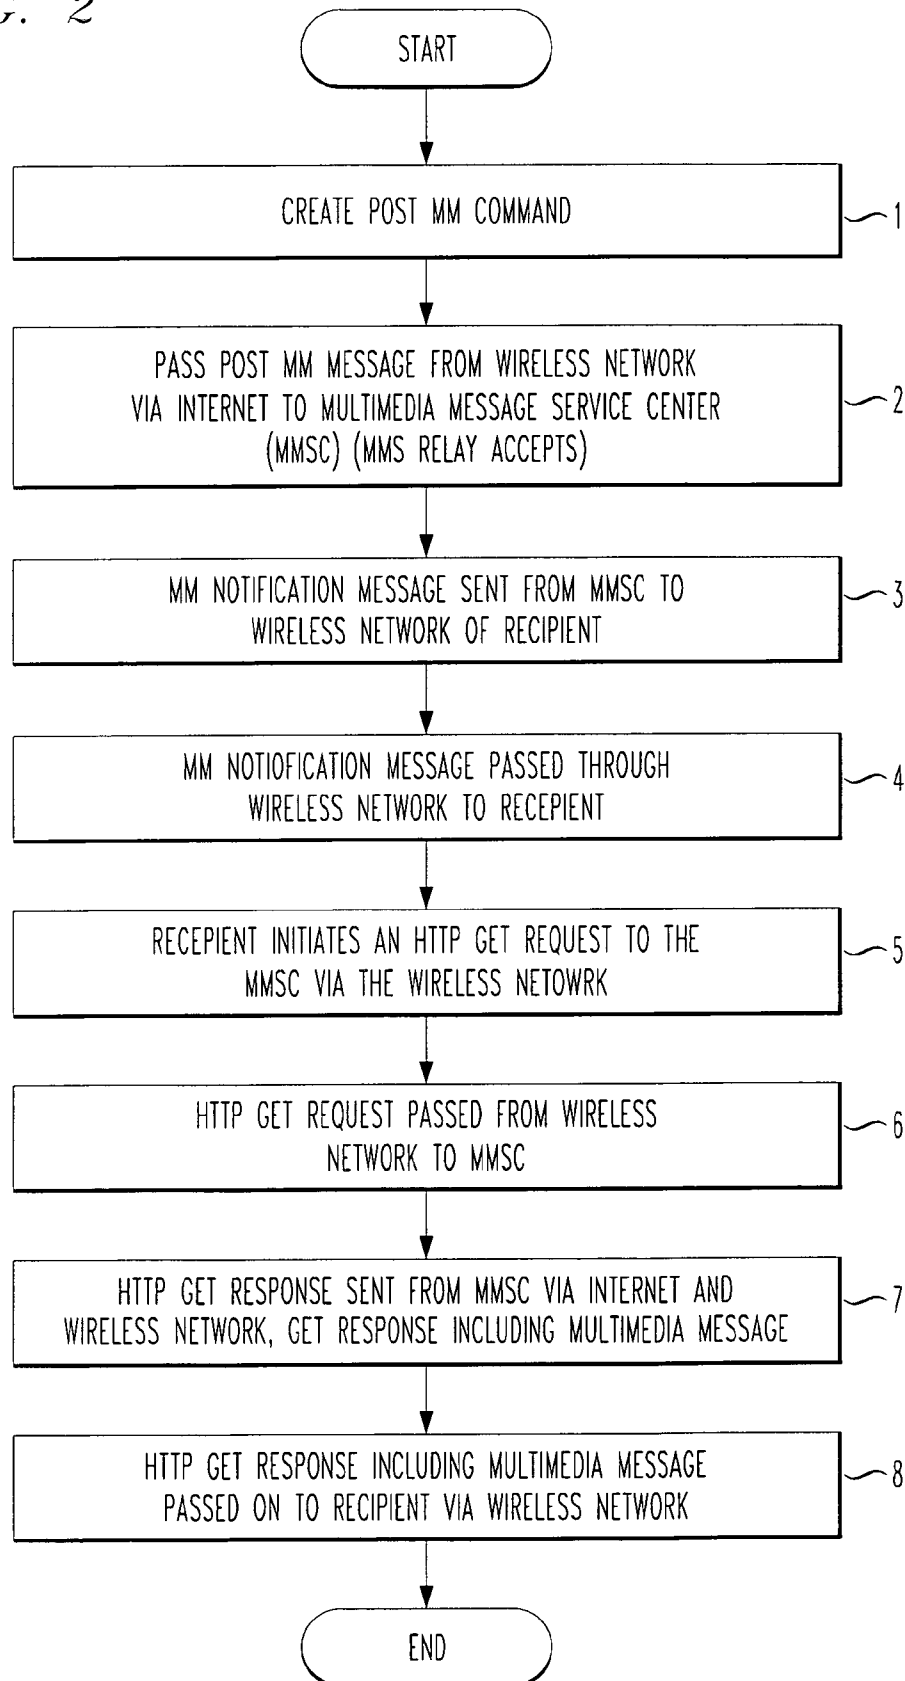 G. 2
START
CREATE POST MM COMMAND
1
PASS POST MM MESSAGE FROM WIRELESS NETWORK
VIA INTERNET TO MULTIMEDIA MESSAGE SERVICE CENTER
(MMSC) (MMS RELAY ACCEPTS)
2
MM NOTIFICATION MESSAGE SENT FROM MMSC TO
WIRELESS NETWORK OF RECIPIENT
3
MM NOTIOFICATION MESSAGE PASSED THROUGH
WIRELESS NETWORK TO RECEPIENT
4
RECEPIENT INITIATES AN HTTP GET REQUEST TO THE
MMSC VIA THE WIRELESS NETOWRK
5
HTTP GET REQUEST PASSED FROM WIRELESS
NETWORK TO MMSC
6
HTTP GET RESPONSE SENT FROM MMSC VIA INTERNET AND
WIRELESS NETWORK, GET RESPONSE INCLUDING MULTIMEDIA MESSAGE
7
HTTP GET RESPONSE INCLUDING MULTIMEDIA MESSAGE
PASSED ON TO RECIPIENT VIA WIRELESS NETWORK
8
END